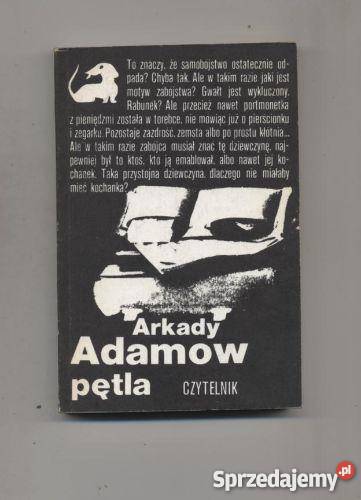 To znaczy, że samobójstwo ostatecznie od-
pada? Chyba tak. Ale w takim razie jaki jest
motyw zabójstwa? Gwałt jest wykluczony.
Rabunek? Ale przecież nawet portmonetka
z pieniędzmi została w torebce, nie mówiąc już o pierścionku
i zegarku. Pozostaje zazdrość, zemsta albo po prostu kłótnia...
Ale w takim razie zabójca musiał znać tę dziewczynę, naj-
pewniej był to ktoś, kto ją emablował, albo nawet jej ko-
chanek. Taka przystojna dziewczyna, dlaczego nie miałaby
mieć kochanka?
Arkady
Adamow
pętla CZYTELNIK
Sprzedajemy.pl